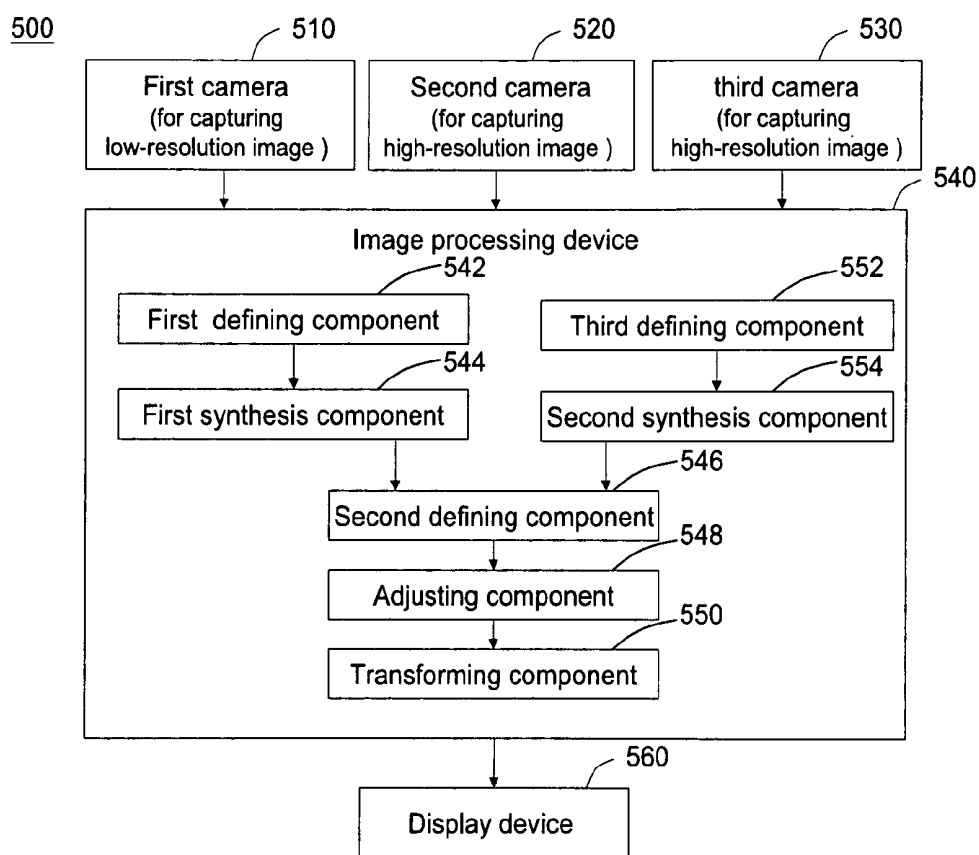 500
510
520
530
First camera
(for capturing
low-resolution image )
Second camera
(for capturing
high-resolution image )
third camera
(for capturing
high-resolution image )
540
Image processing device
542
552
First defining component
Third defining component
544
554
First synthesis component
Second synthesis component
546
Second defining component
548
Adjusting component
550
Transforming component
560
Display device